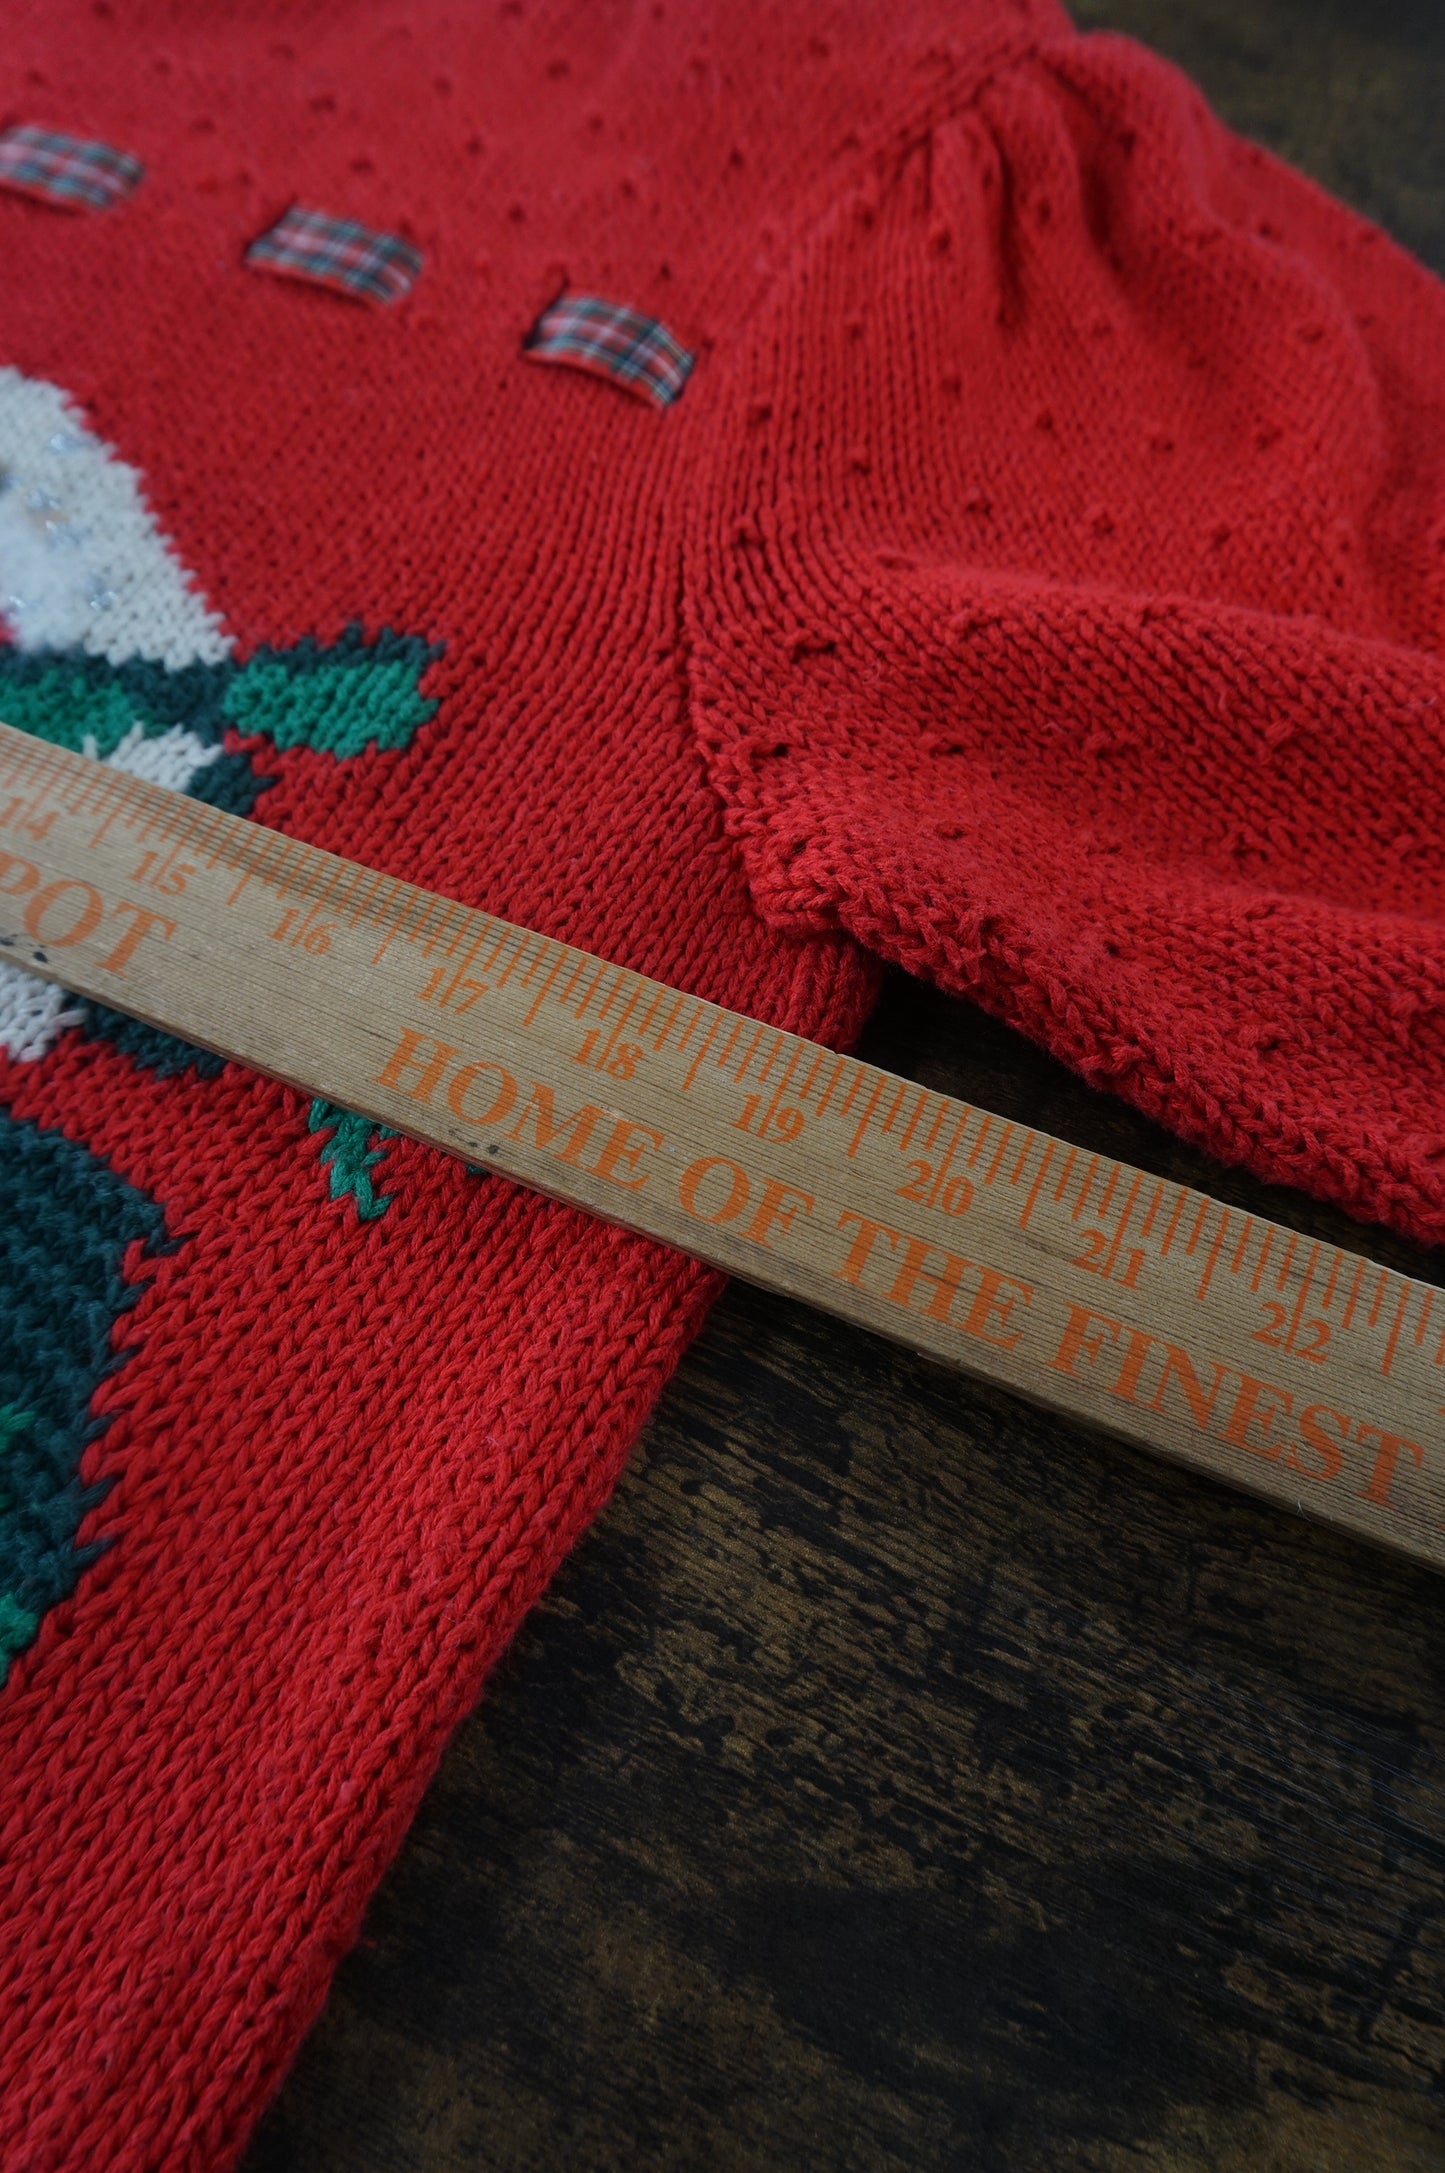 14 15 16 17 18 19 20 21 22
POT HOME OF THE FINEST